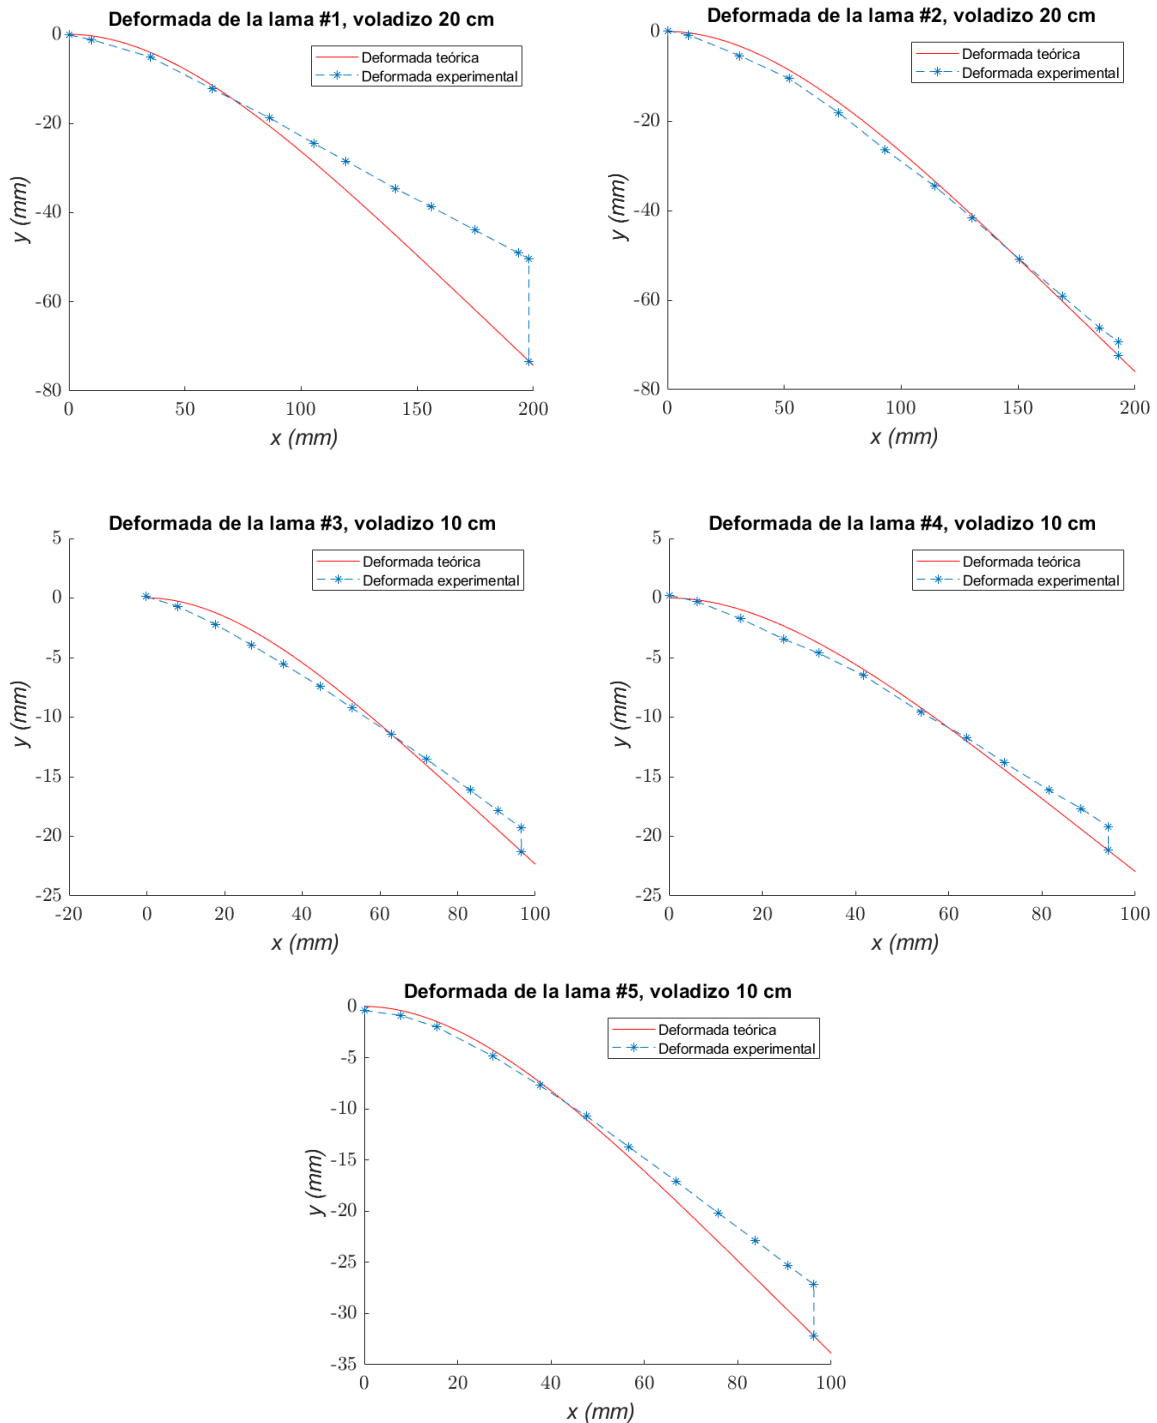 Deformada de la lama #1, voladizo 20 cm
0
-20
-40
-60
-80
y (mm)
Deformada teórica
Deformada experimental
0 50 100 150 200
x (mm)
Deformada de la lama #2, voladizo 20 cm
0
-20
-40
-60
-80
y (mm)
Deformada teórica
Deformada experimental
0 50 100 150 200
x (mm)
Deformada de la lama #3, voladizo 10 cm
5
0
-5
-10
-15
-20
-25
y (mm)
Deformada teórica
Deformada experimental
-20 0 20 40 60 80 100
x (mm)
Deformada de la lama #4, voladizo 10 cm
5
0
-5
-10
-15
-20
-25
y (mm)
Deformada teórica
Deformada experimental
0 20 40 60 80 100
x (mm)
Deformada de la lama #5, voladizo 10 cm
0
-5
-10
-15
-20
-25
-30
-35
y (mm)
Deformada teórica
Deformada experimental
0 20 40 60 80 100
x (mm)